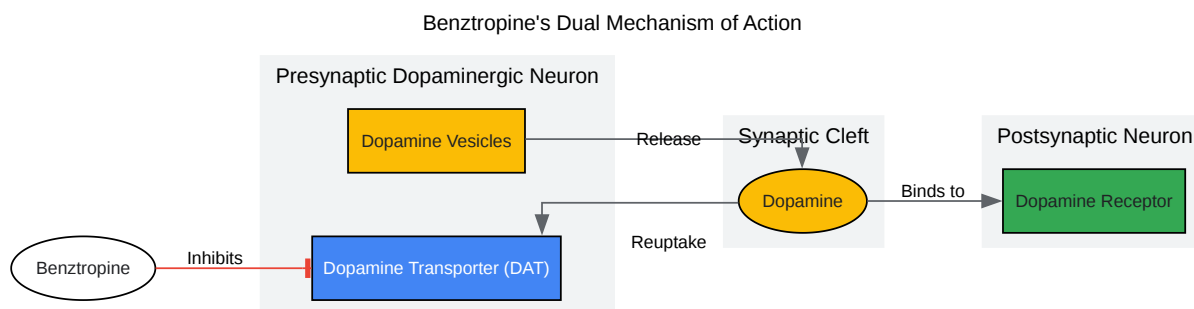 Benztropine's Dual Mechanism of Action
Presynaptic Dopaminergic Neuron
Dopamine Vesicles
Release
Synaptic Cleft
Postsynaptic Neuron
Dopamine
Binds to
Dopamine Receptor
Reuptake
Benztropine
Inhibits
Dopamine Transporter (DAT)